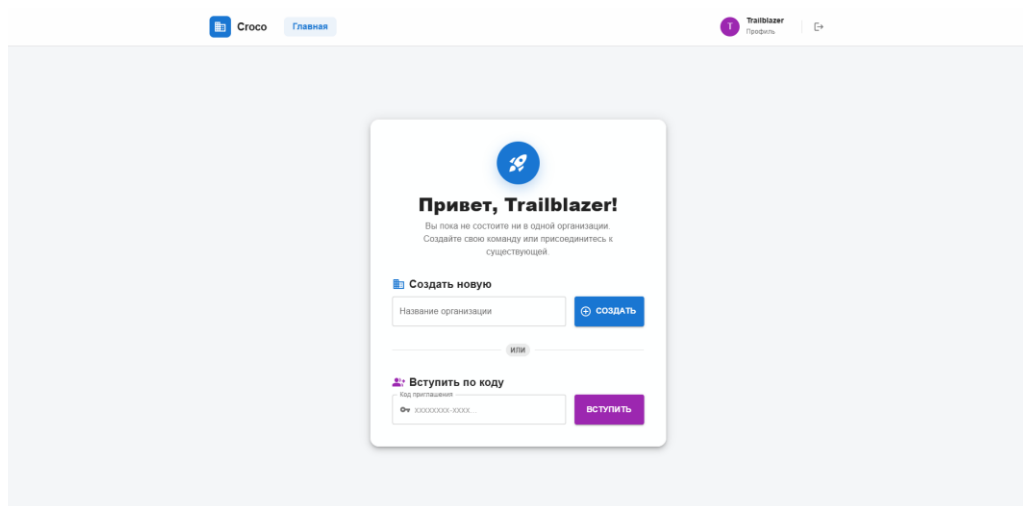 Croco
Главная
T
Trailblazer
Профиль
Привет, Trailblazer!
Вы пока не состоите ни в одной организации.
Создайте свою команду или присоединитесь к
существующей.
Создать новую
Название организации
СОЗДАТЬ
ИЛИ
Вступить по коду
Код приглашения
xxxxxxxx-xxxx...
ВСТУПИТЬ